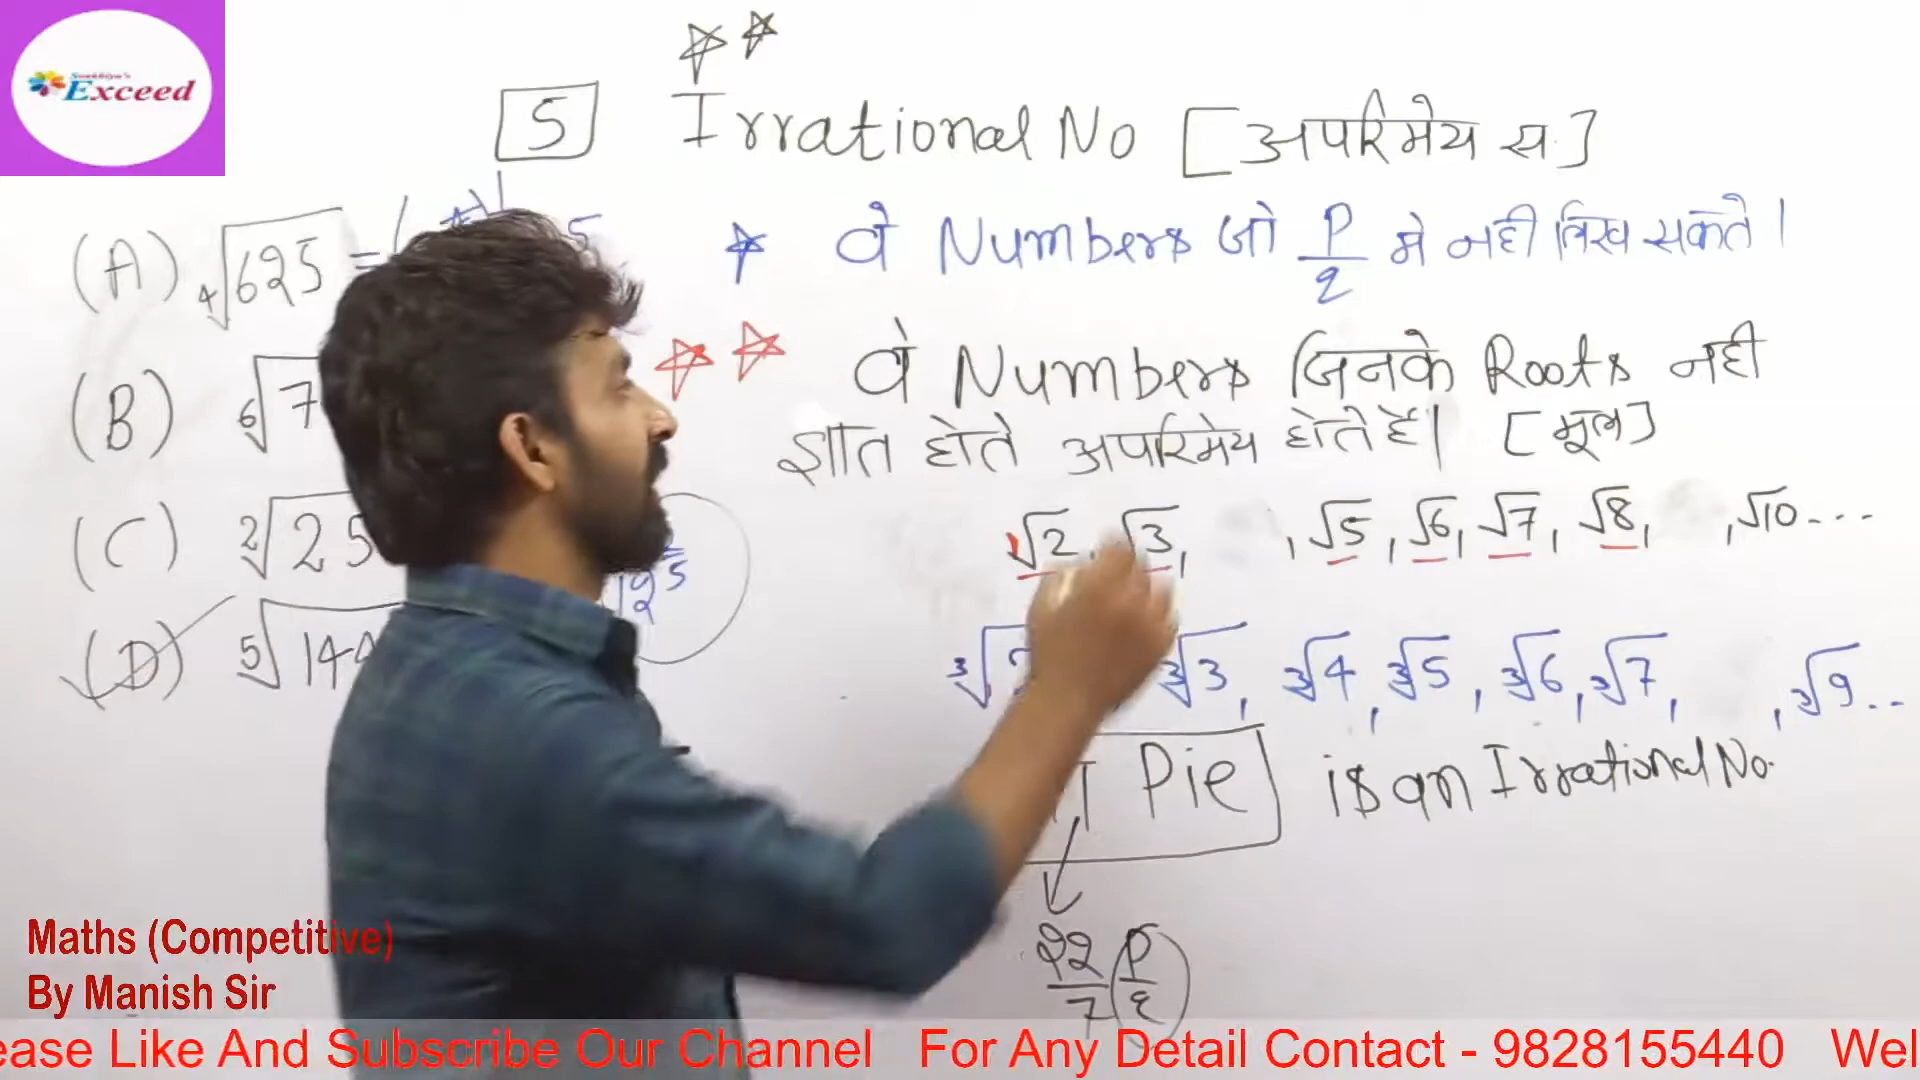 Exceed
5 Irrational No [अपरिमेय स.]
वे Numbers जो P/q मे नही लिख सकते।
वे Numbers जिनके Roots नही
ज्ञात होते अपरिमेय होते है। [मूल]
√2, √3, , √5, √6, √7, √8, , √10...
∛3, ∛4, ∛5, ∛6, ∛7, , ∛9..
Pie is an Irrational No.
22/7 P/q
(A) ∜625 =
(B) ⁶√7
(C) ²√25
(D) ⁵√144
Maths (Competitive)
By Manish Sir
ease Like And Subscribe Our Channel For Any Detail Contact - 9828155440 Wel